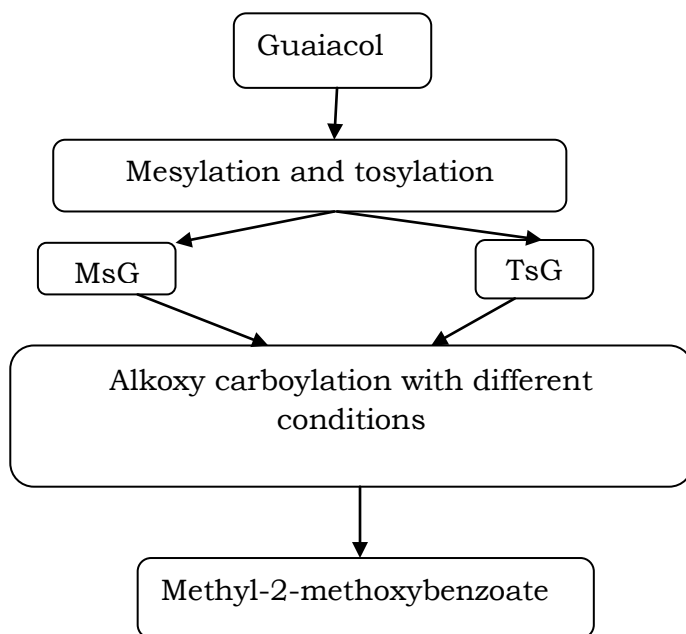 Guaiacol
Mesylation and tosylation
MsG
TsG
Alkoxy carboylation with different
conditions
Methyl-2-methoxybenzoate